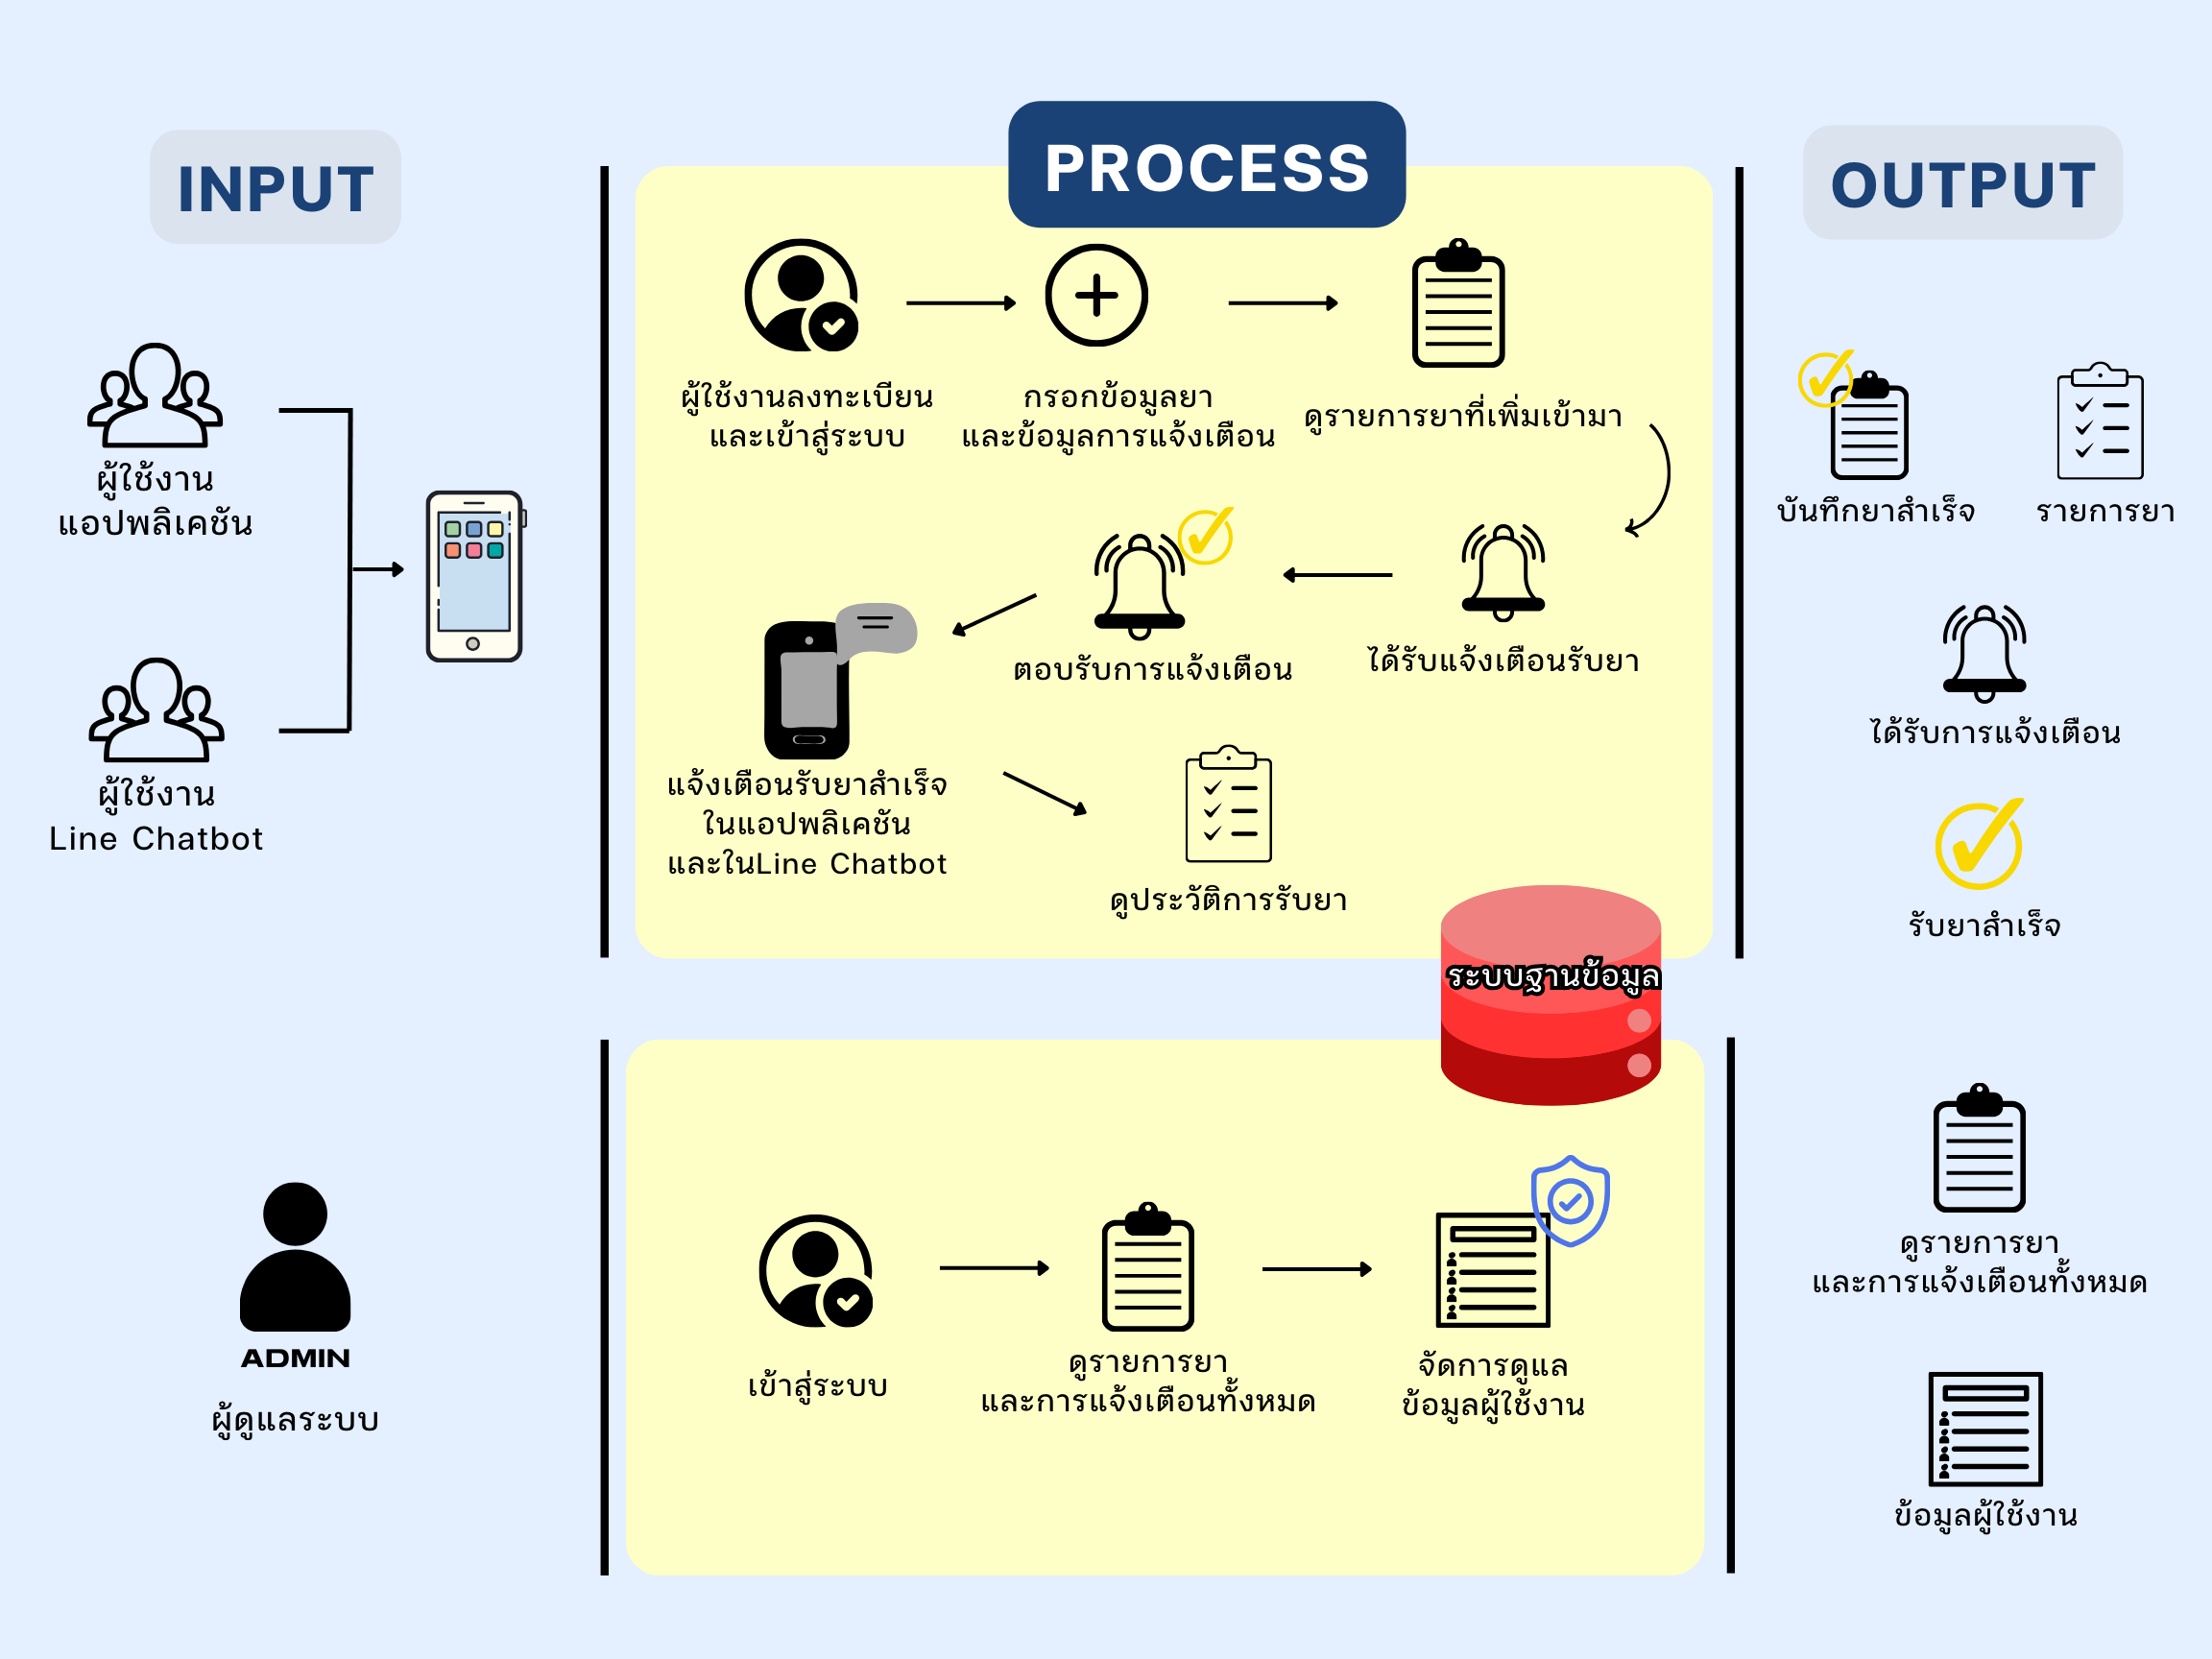 INPUT
PROCESS
OUTPUT
ผู้ใช้งาน
แอปพลิเคชัน
ผู้ใช้งาน
Line Chatbot
ผู้ใช้งานลงทะเบียน
และเข้าสู่ระบบ
กรอกข้อมูลยา
และข้อมูลการแจ้งเตือน
ดูรายการยาที่เพิ่มเข้ามา
ได้รับแจ้งเตือนรับยา
ตอบรับการแจ้งเตือน
แจ้งเตือนรับยาสำเร็จ
ในแอปพลิเคชัน
และในLine Chatbot
ดูประวัติการรับยา
บันทึกยาสำเร็จ
รายการยา
ได้รับการแจ้งเตือน
รับยาสำเร็จ
ระบบฐานข้อมูล
ADMIN
ผู้ดูแลระบบ
เข้าสู่ระบบ
ดูรายการยา
และการแจ้งเตือนทั้งหมด
จัดการดูแล
ข้อมูลผู้ใช้งาน
ดูรายการยา
และการแจ้งเตือนทั้งหมด
ข้อมูลผู้ใช้งาน